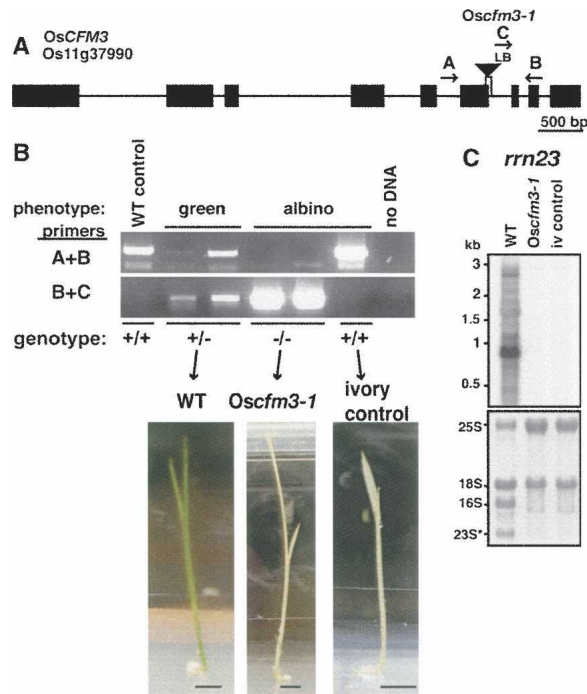 Oscfm3-1
A
OsCFM3
Os11g37990
C
A
LB
B
500 bp
B
WT control
no DNA
phenotype: green albino
primers
A+B
B+C
genotype: +/+ +/- -/- +/+
WT Oscfm3-1 ivory control
C rrn23
WT
Oscfm3-1
iv control
kb
3
2
1.5
1
0.5
25S
18S
16S
23S*